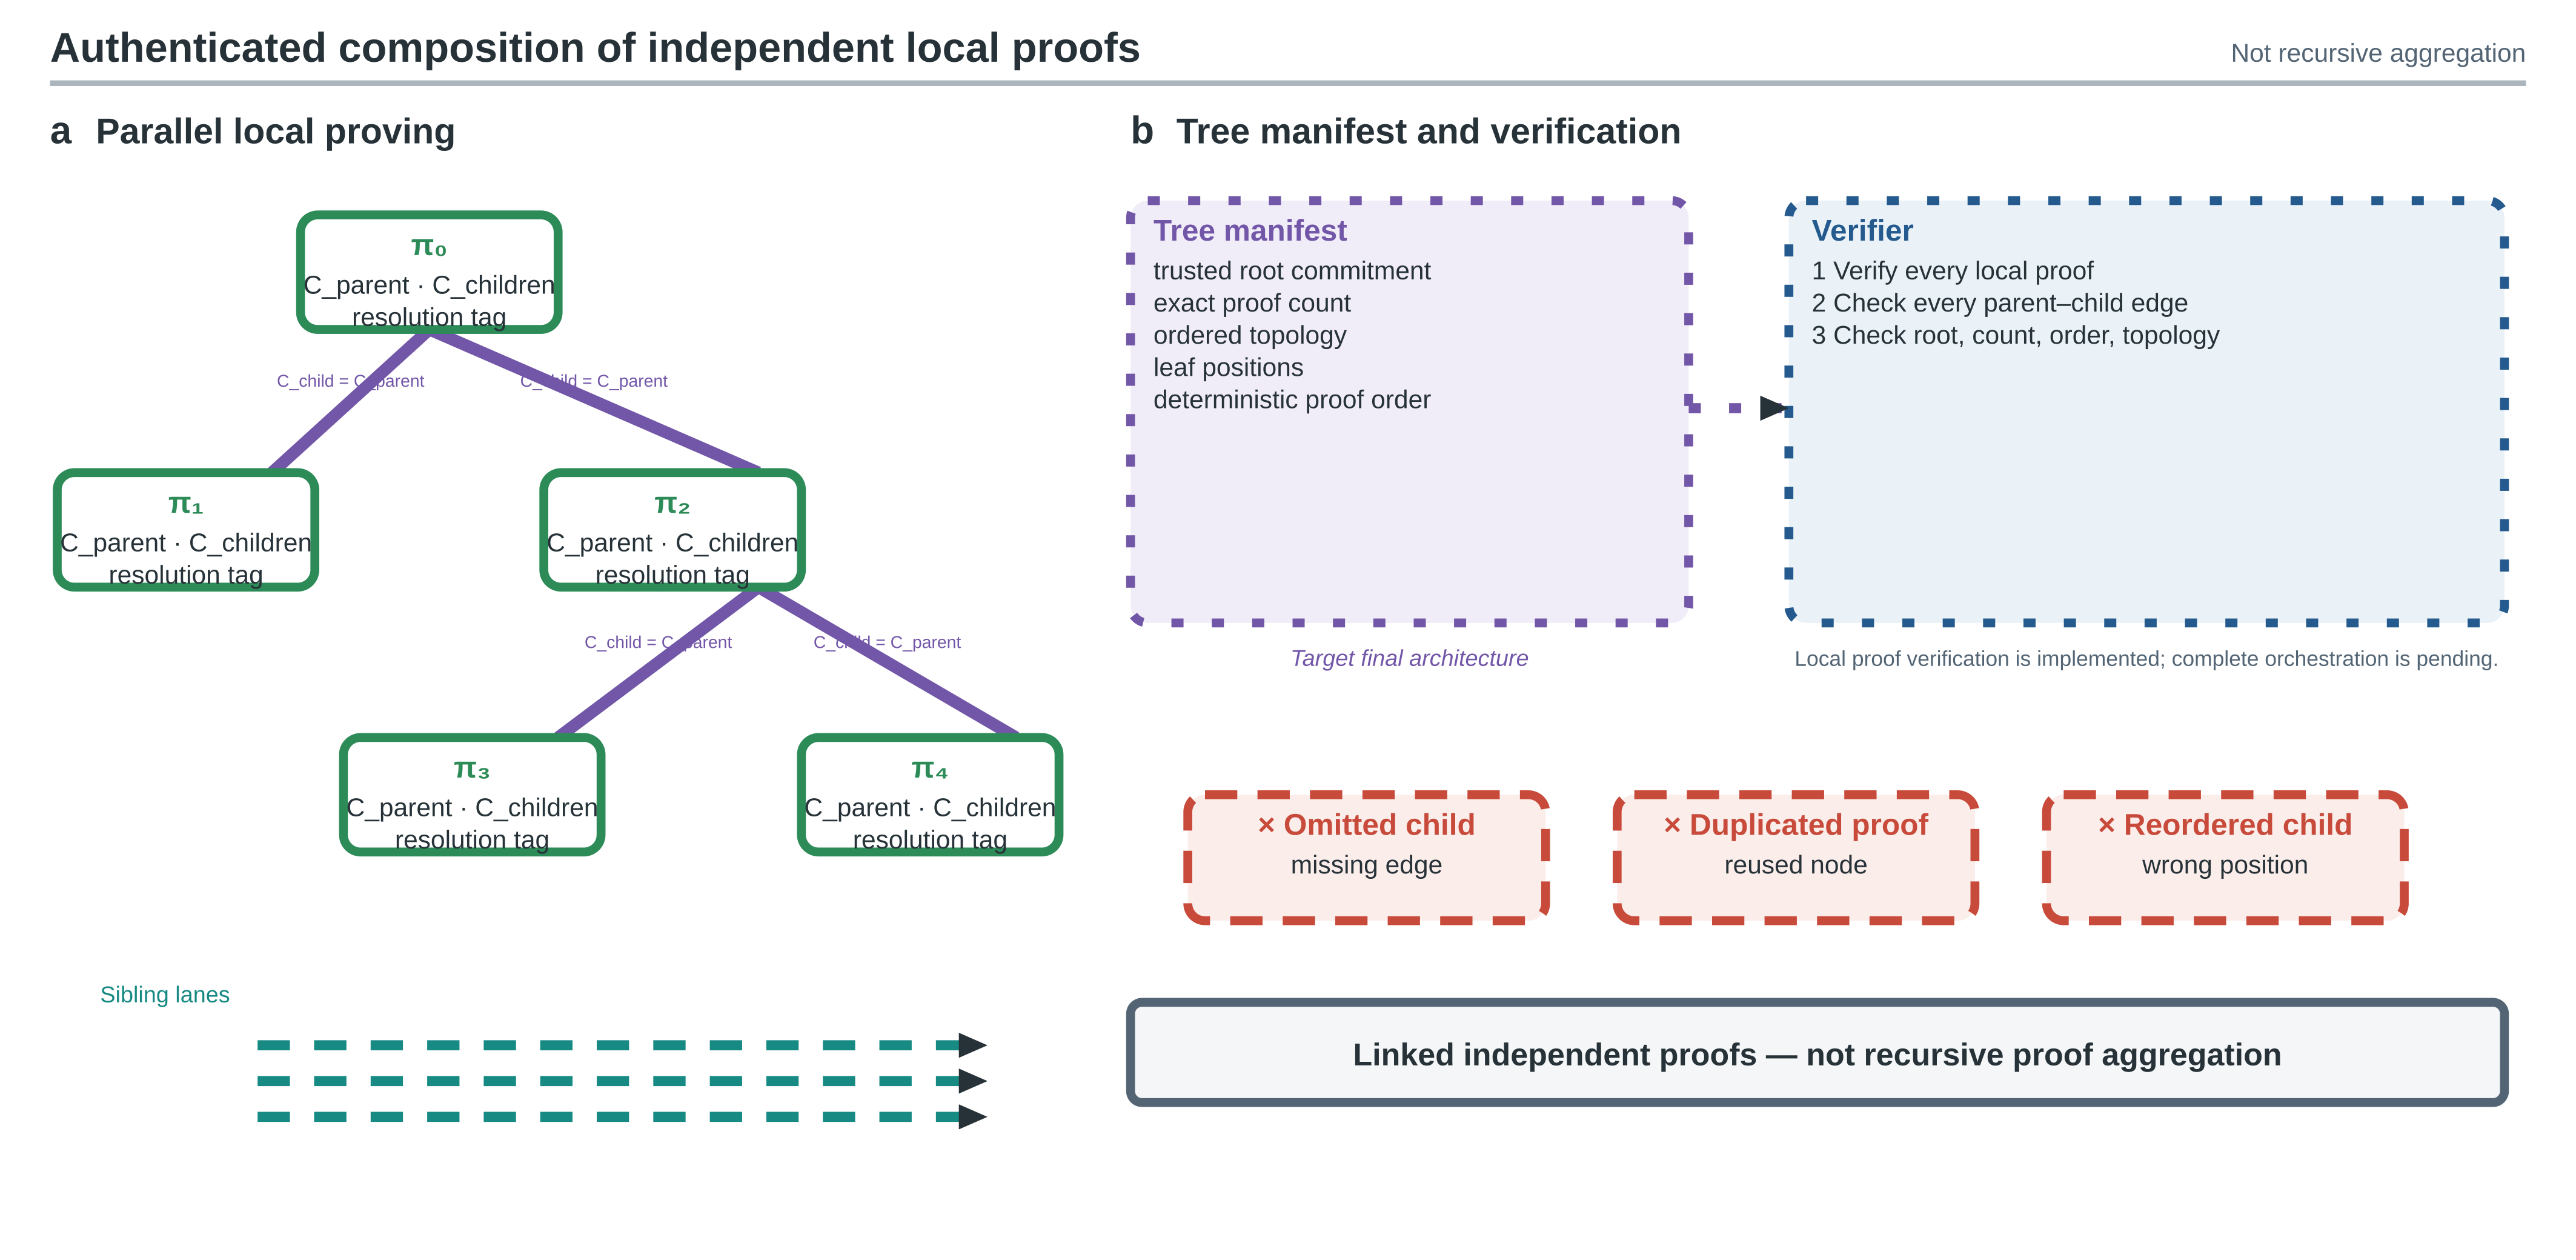 Authenticated composition of independent local proofs
Not recursive aggregation
a Parallel local proving
π₀
C_parent · C_children
resolution tag
C_child = C_parent
C_child = C_parent
π₁
C_parent · C_children
resolution tag
π₂
C_parent · C_children
resolution tag
C_child = C_parent
C_child = C_parent
π₃
C_parent · C_children
resolution tag
π₄
C_parent · C_children
resolution tag
Sibling lanes
b Tree manifest and verification
Tree manifest
trusted root commitment
exact proof count
ordered topology
leaf positions
deterministic proof order
Target final architecture
Verifier
1 Verify every local proof
2 Check every parent–child edge
3 Check root, count, order, topology
Local proof verification is implemented; complete orchestration is pending.
× Omitted child
missing edge
× Duplicated proof
reused node
× Reordered child
wrong position
Linked independent proofs — not recursive proof aggregation